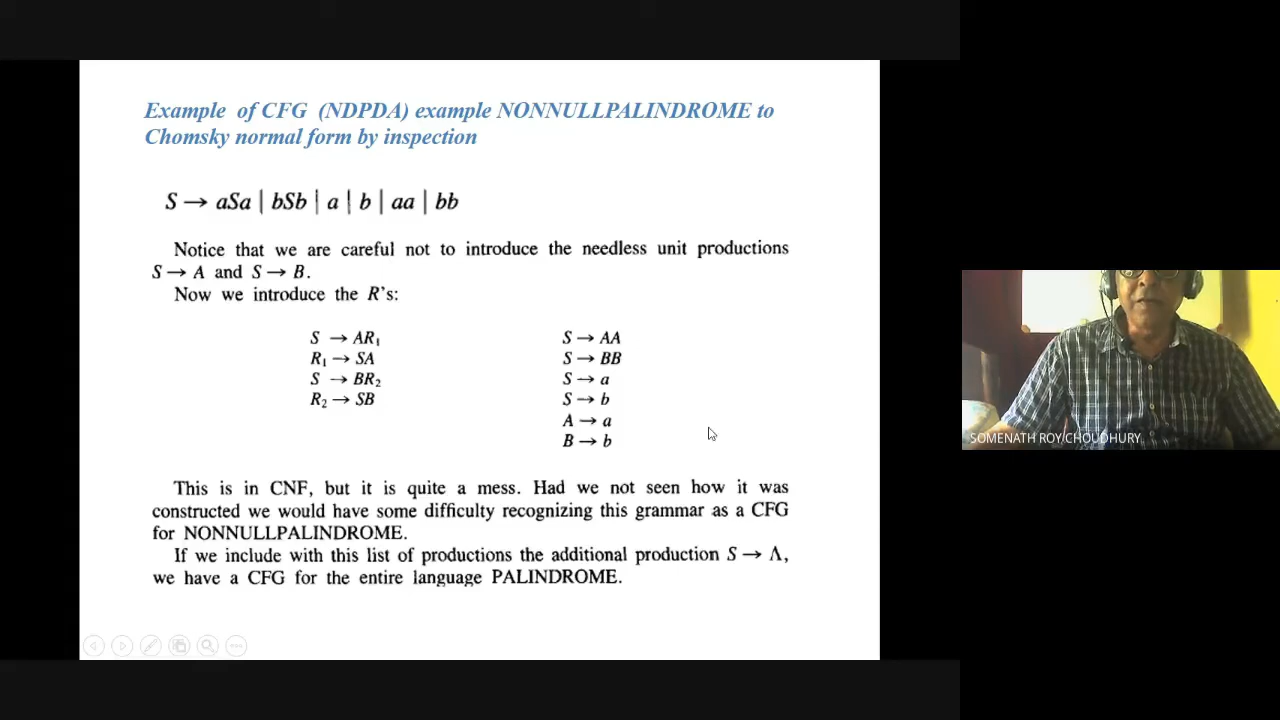 Example of CFG (NDPDA) example NONNULLPALINDROME to
Chomsky normal form by inspection
S → aSa | bSb | a | b | aa | bb
Notice that we are careful not to introduce the needless unit productions
S → A and S → B.
Now we introduce the R's:
S → AR₁
R₁ → SA
S → BR₂
R₂ → SB
S → AA
S → BB
S → a
S → b
A → a
B → b
This is in CNF, but it is quite a mess. Had we not seen how it was
constructed we would have some difficulty recognizing this grammar as a CFG
for NONNULLPALINDROME.
If we include with this list of productions the additional production S → Λ,
we have a CFG for the entire language PALINDROME.
SOMENATH ROY CHOUDHURY